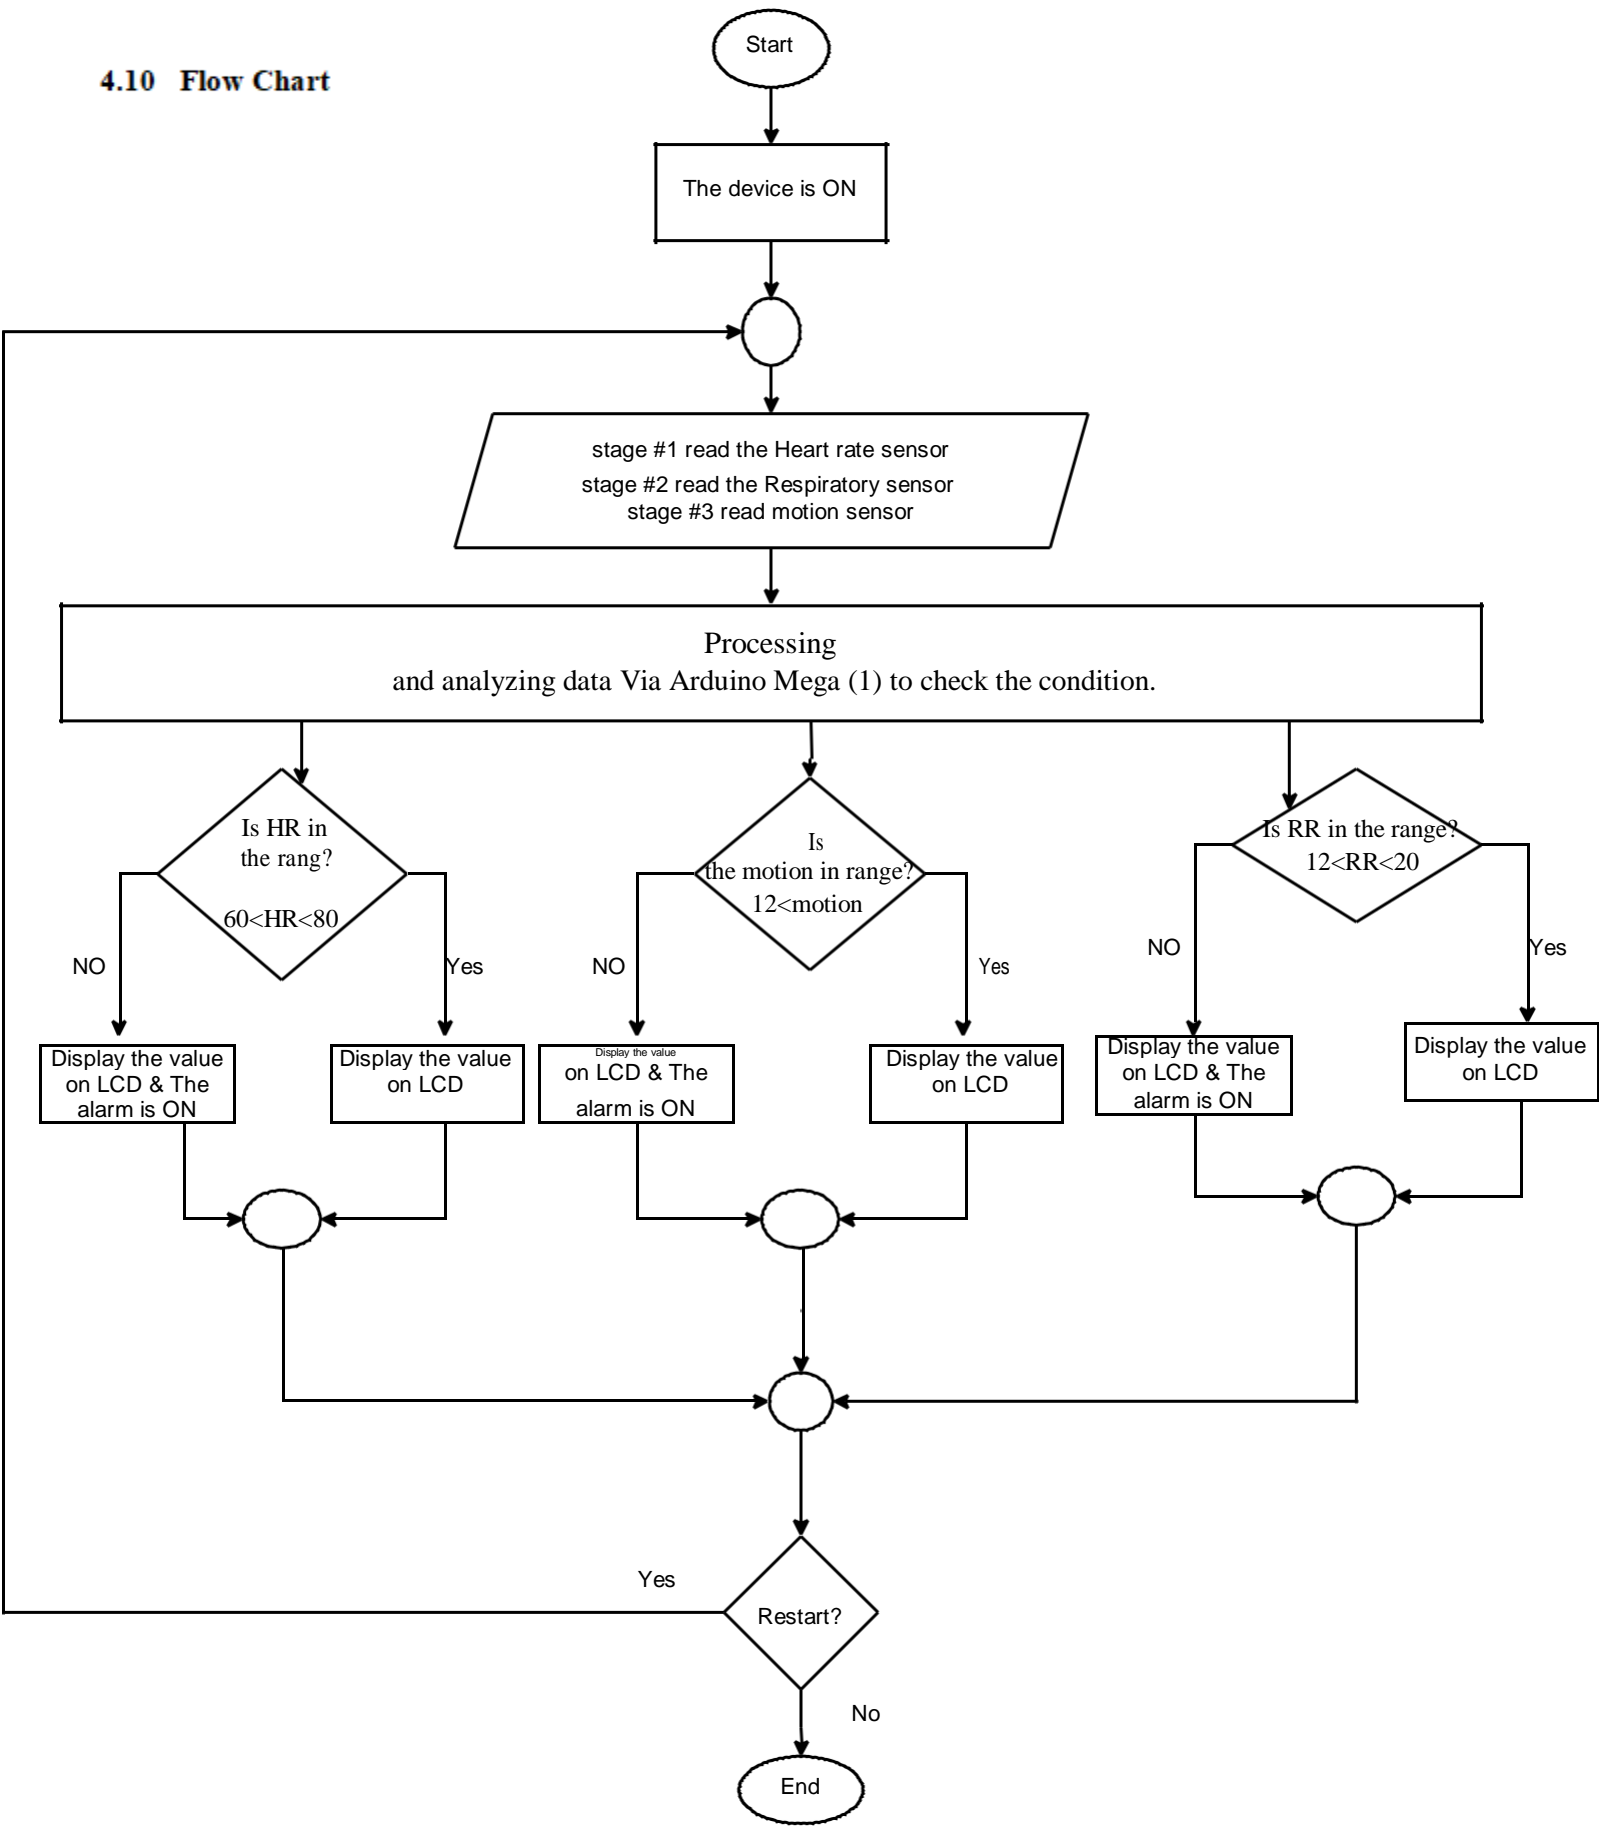 Start
4.10 Flow Chart
The device is ON
stage #1 read the Heart rate sensor
stage #2 read the Respiratory sensor
stage #3 read motion sensor
Processing
and analyzing data Via Arduino Mega (1) to check the condition.
Is HR in
the rang?
60<HR<80
NO
Yes
Is
the motion in range?
12<motion
NO
Yes
Is RR in the range?
12<RR<20
NO
Yes
Display the value
on LCD & The
alarm is ON
Display the value
on LCD
Display the value
on LCD & The
alarm is ON
Display the value
on LCD
Display the value
on LCD & The
alarm is ON
Display the value
on LCD
Yes
Restart?
No
End